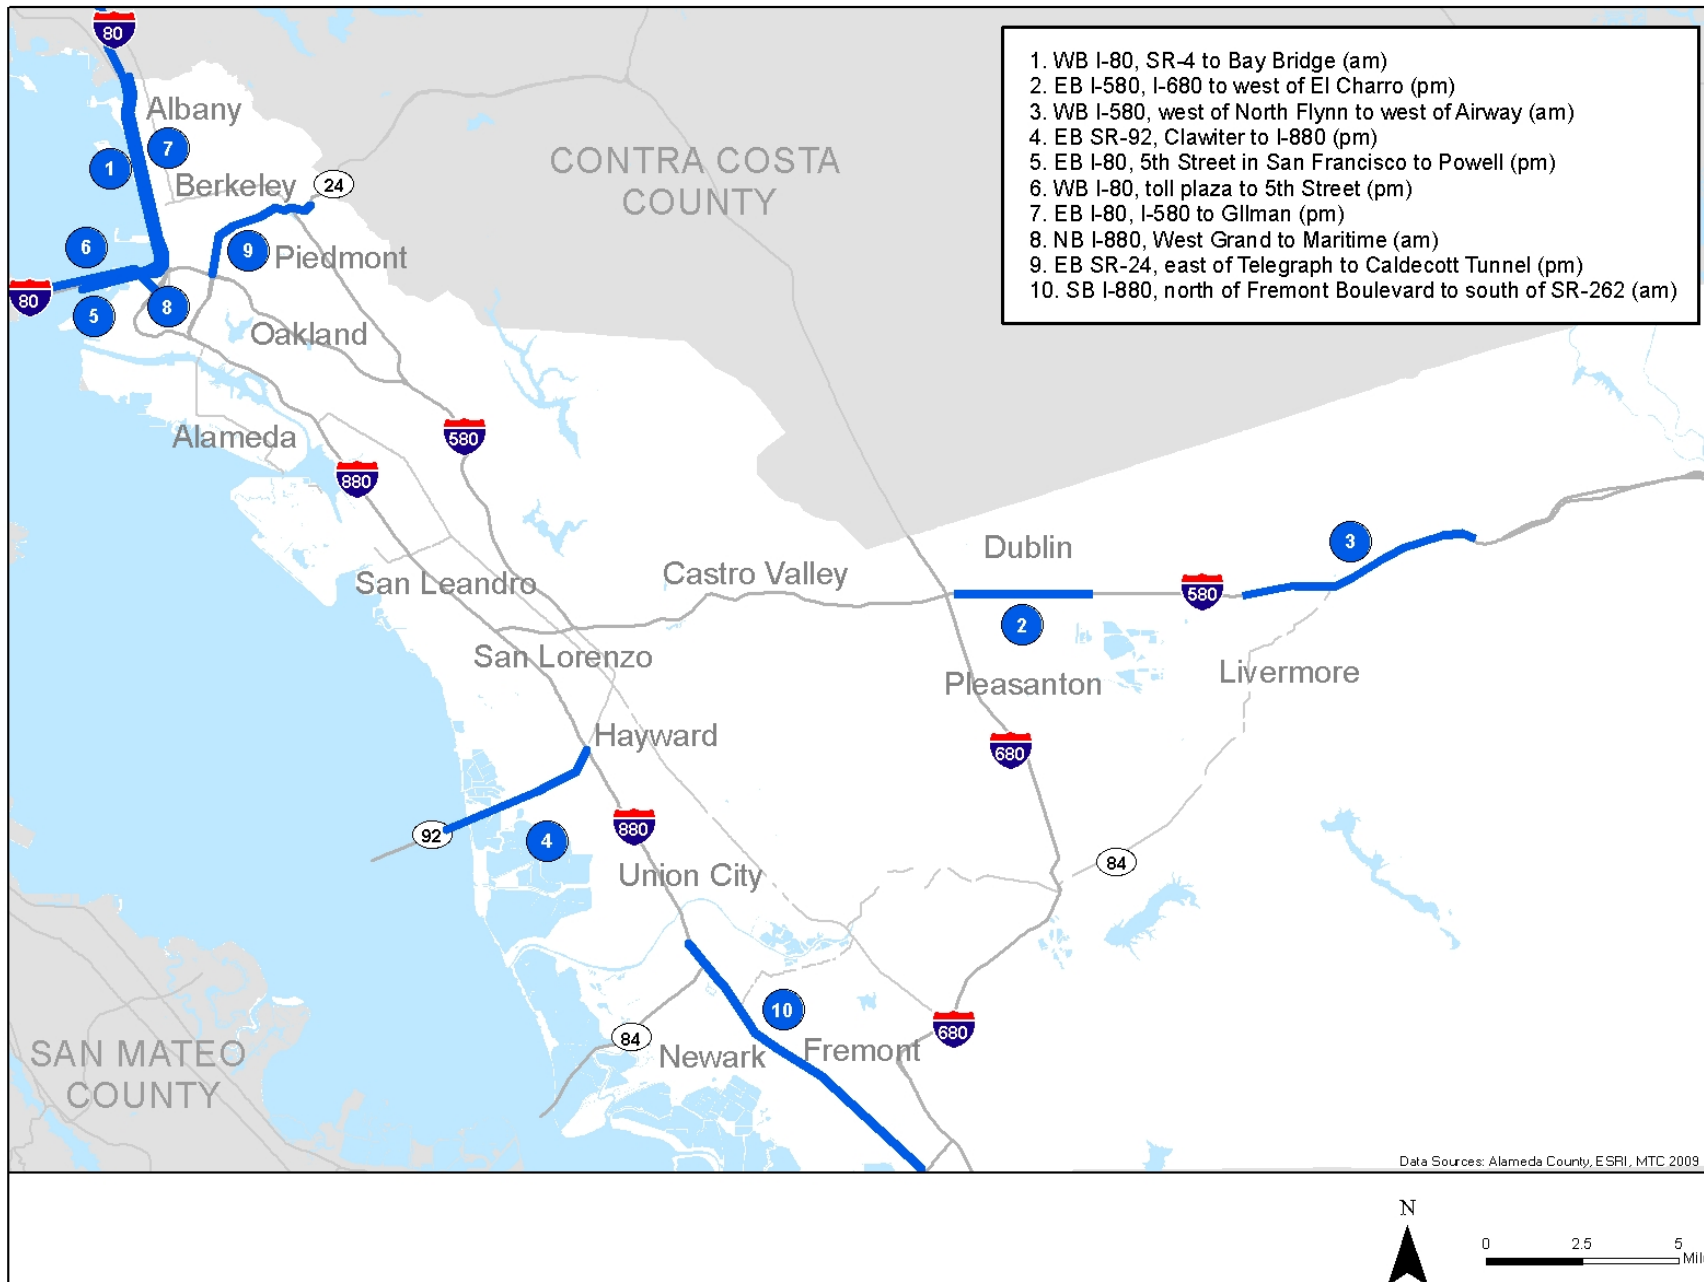 80
1. WB I-80, SR-4 to Bay Bridge (am)
2. EB I-580, I-680 to west of El Charro (pm)
3. WB I-580, west of North Flynn to west of Airway (am)
4. EB SR-92, Clawiter to I-880 (pm)
5. EB I-80, 5th Street in San Francisco to Powell (pm)
6. WB I-80, toll plaza to 5th Street (pm)
7. EB I-80, I-580 to GIlman (pm)
8. NB I-880, West Grand to Maritime (am)
9. EB SR-24, east of Telegraph to Caldecott Tunnel (pm)
10. SB I-880, north of Fremont Boulevard to south of SR-262 (am)
Albany
7
1
CONTRA COSTA
COUNTY
Berkeley
24
6
9
Piedmont
80
5
8
Oakland
Alameda
580
880
3
Dublin
Castro Valley
San Leandro
580
2
San Lorenzo
Pleasanton
Livermore
Hayward
680
92
4
880
84
Union City
10
84
680
SAN MATEO
COUNTY
Newark
Fremont
Data Sources: Alameda County, ESRI, MTC 2009
N
0
2.5
5
Mil